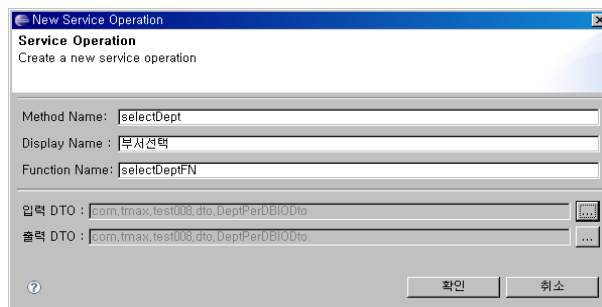 New Service Operation
Service Operation
Create a new service operation
Method Name: selectDept
Display Name : 부서선택
Function Name: selectDeptFN
입력 DTO : com.tmax.test008.dto.DeptPerDBIODto ...
출력 DTO : com.tmax.test008.dto.DeptPerDBIODto ...
?
확인 취소